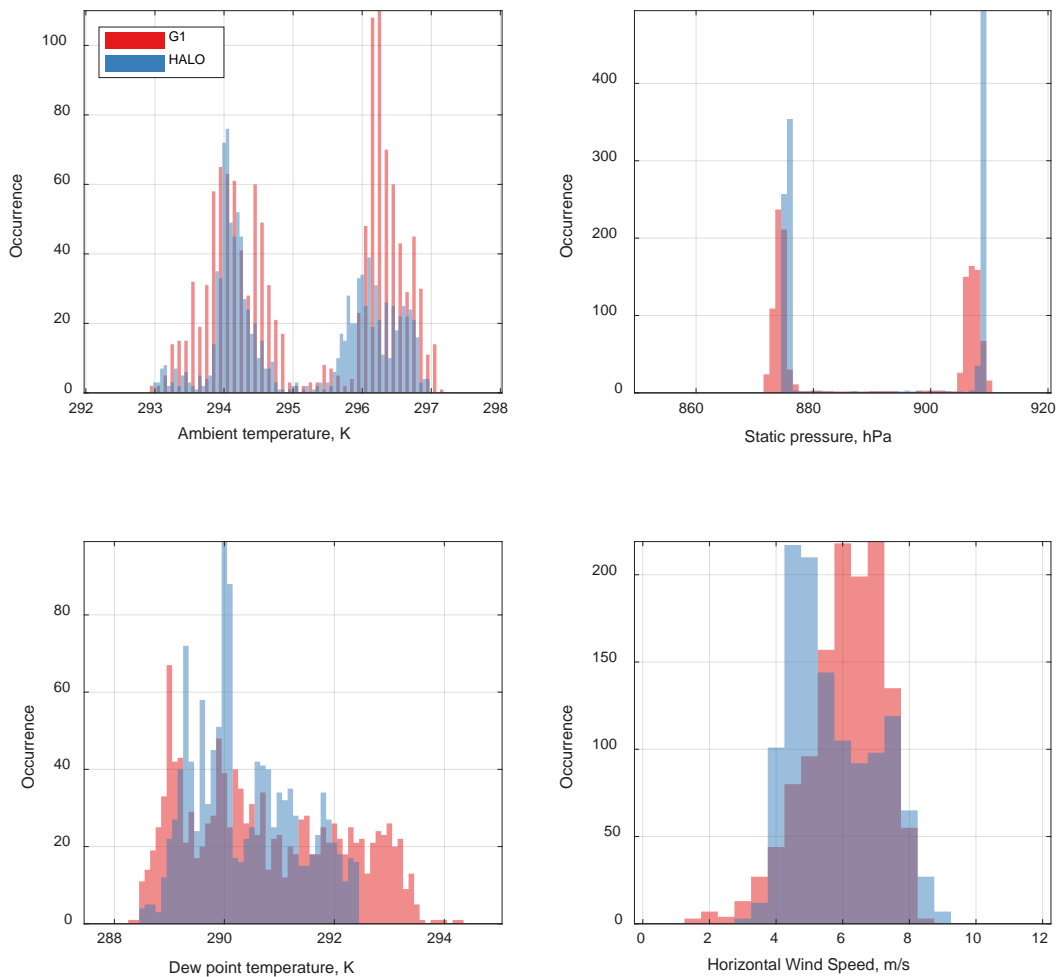 G1
HALO
100
80
60
40
20
0
Occurrence
292 293 294 295 296 297 298
Ambient temperature, K
400
300
200
100
0
Occurrence
860 880 900 920
Static pressure, hPa
80
60
40
20
0
Occurrence
288 290 292 294
Dew point temperature, K
200
150
100
50
0
Occurrence
0 2 4 6 8 10 12
Horizontal Wind Speed, m/s